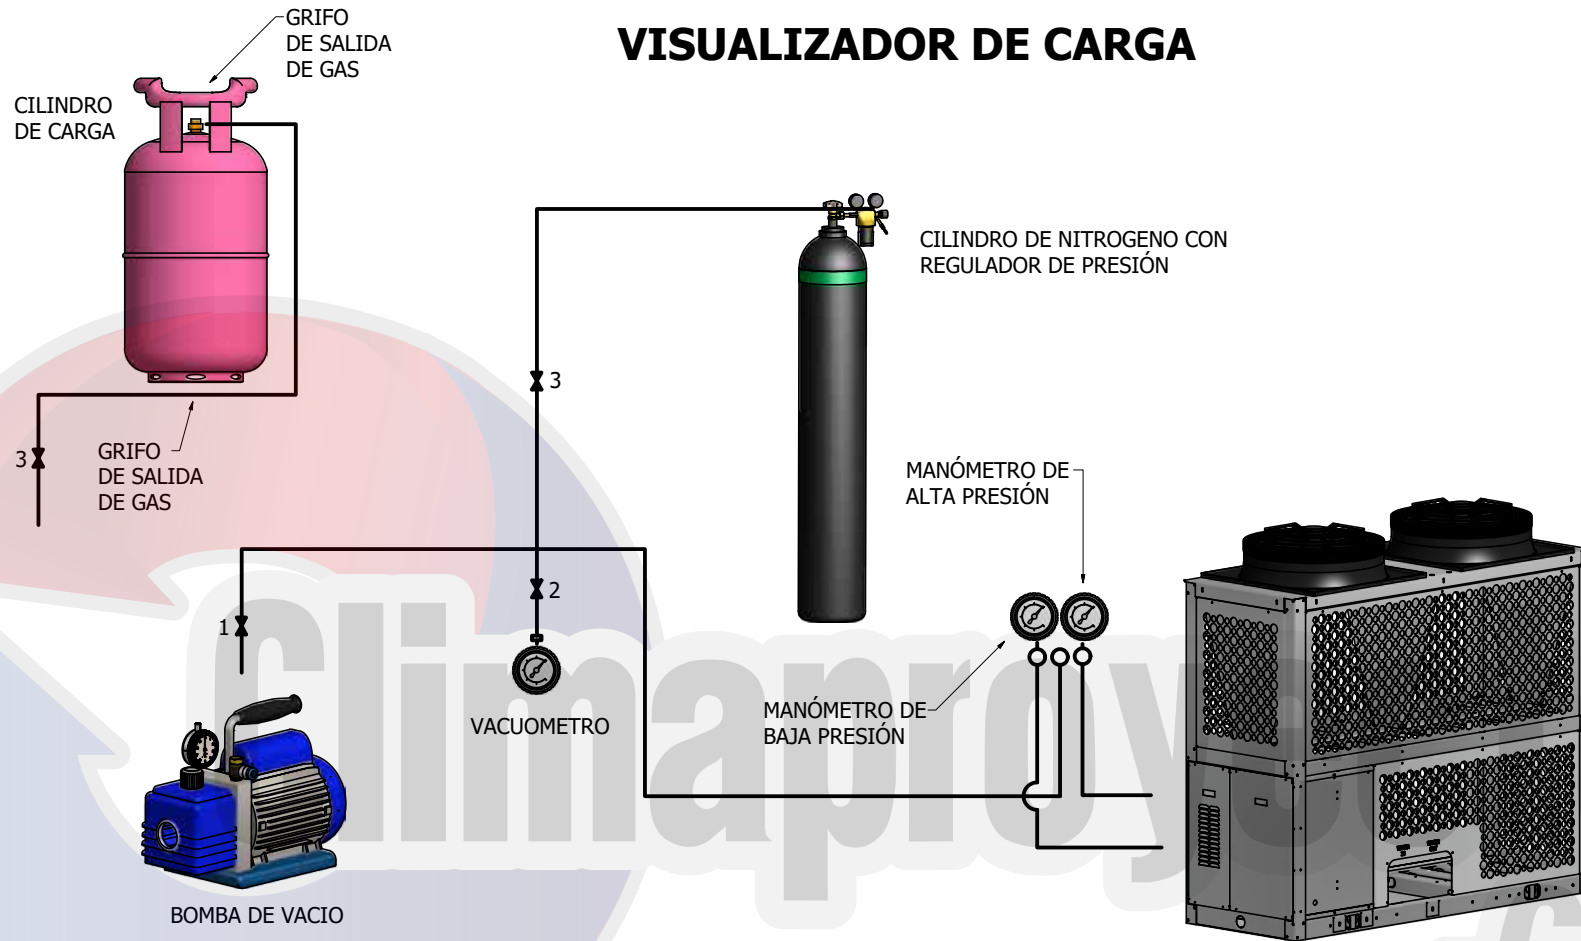 VISUALIZADOR DE CARGA
GRIFO
DE SALIDA
DE GAS
CILINDRO
DE CARGA
CILINDRO DE NITROGENO CON
REGULADOR DE PRESIÓN
3
3
GRIFO
DE SALIDA
DE GAS
MANÓMETRO DE
ALTA PRESIÓN
2
1
VACUOMETRO
MANÓMETRO DE
BAJA PRESIÓN
BOMBA DE VACIO
Climaproyec